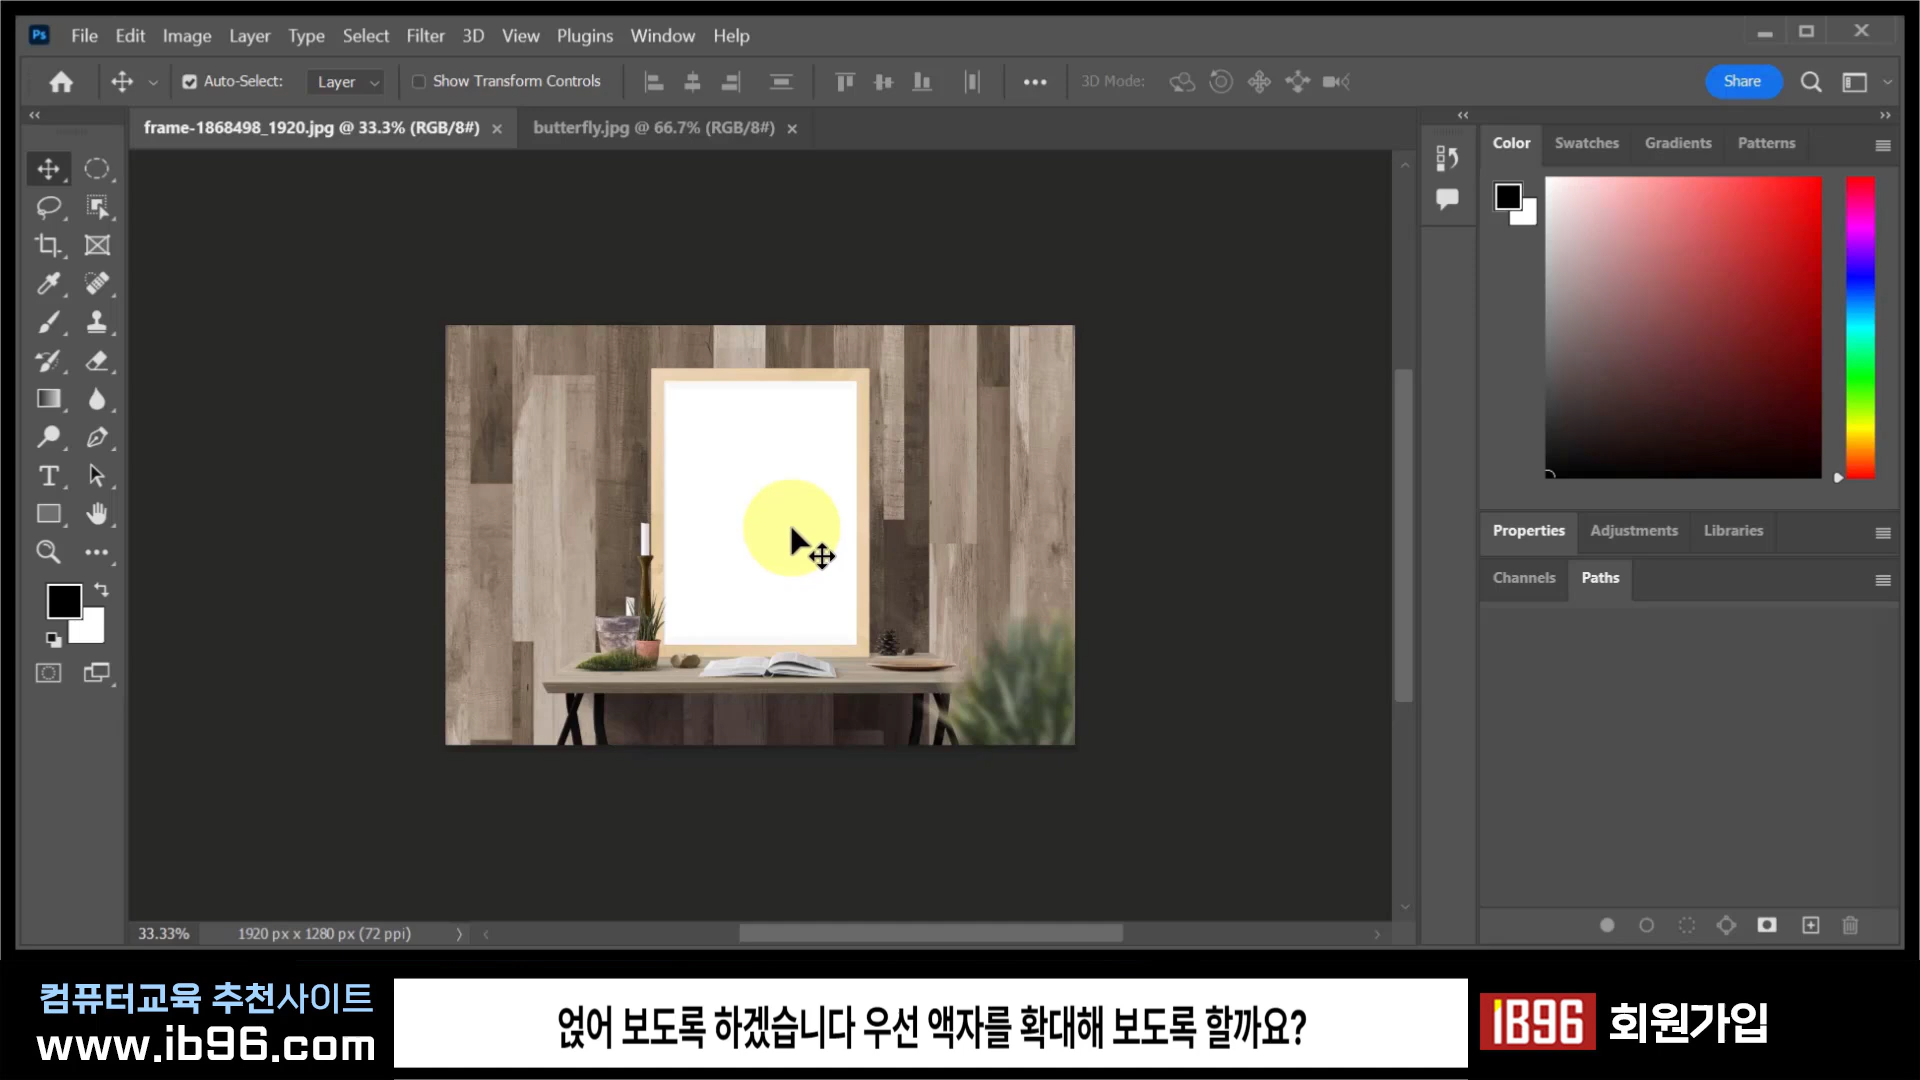 Ps File Edit Image Layer Type Select Filter 3D View Plugins Window Help
Auto-Select: Layer Show Transform Controls 3D Mode: Share
frame-1868498_1920.jpg @ 33.3% (RGB/8#) × butterfly.jpg @ 66.7% (RGB/8#) ×
Color Swatches Gradients Patterns
Properties Adjustments Libraries
Channels Paths
33.33% 1920 px x 1280 px (72 ppi)
컴퓨터교육 추천사이트
www.ib96.com
얹어 보도록 하겠습니다 우선 액자를 확대해 보도록 할까요?
IB96 회원가입